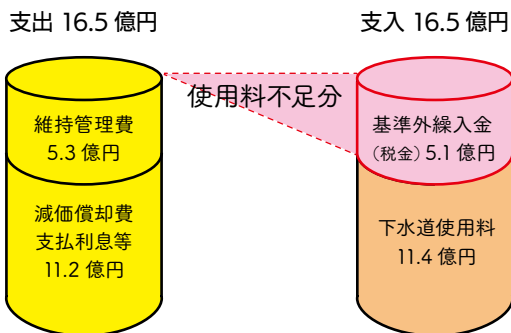 支出 16.5 億円
支入 16.5 億円
使用料不足分
維持管理費
5.3 億円
基準外繰入金
（税金）5.1 億円
減価償却費
支払利息等
11.2 億円
下水道使用料
11.4 億円